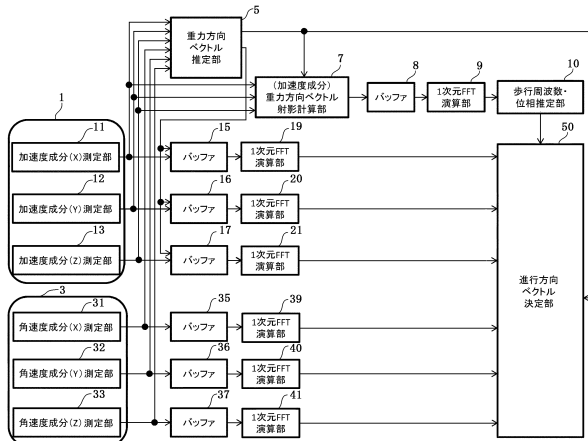 5
重力方向
ベクトル
推定部
7
(加速度成分)
重力方向ベクトル
射影計算部
8
バッファ
9
1次元FFT
演算部
10
歩行周波数・
位相推定部
1
11
加速度成分(X)測定部
12
加速度成分(Y)測定部
13
加速度成分(Z)測定部
15
バッファ
19
1次元FFT
演算部
16
バッファ
20
1次元FFT
演算部
17
バッファ
21
1次元FFT
演算部
50
進行方向
ベクトル
決定部
3
31
角速度成分(X)測定部
32
角速度成分(Y)測定部
33
角速度成分(Z)測定部
35
バッファ
39
1次元FFT
演算部
36
バッファ
40
1次元FFT
演算部
37
バッファ
41
1次元FFT
演算部